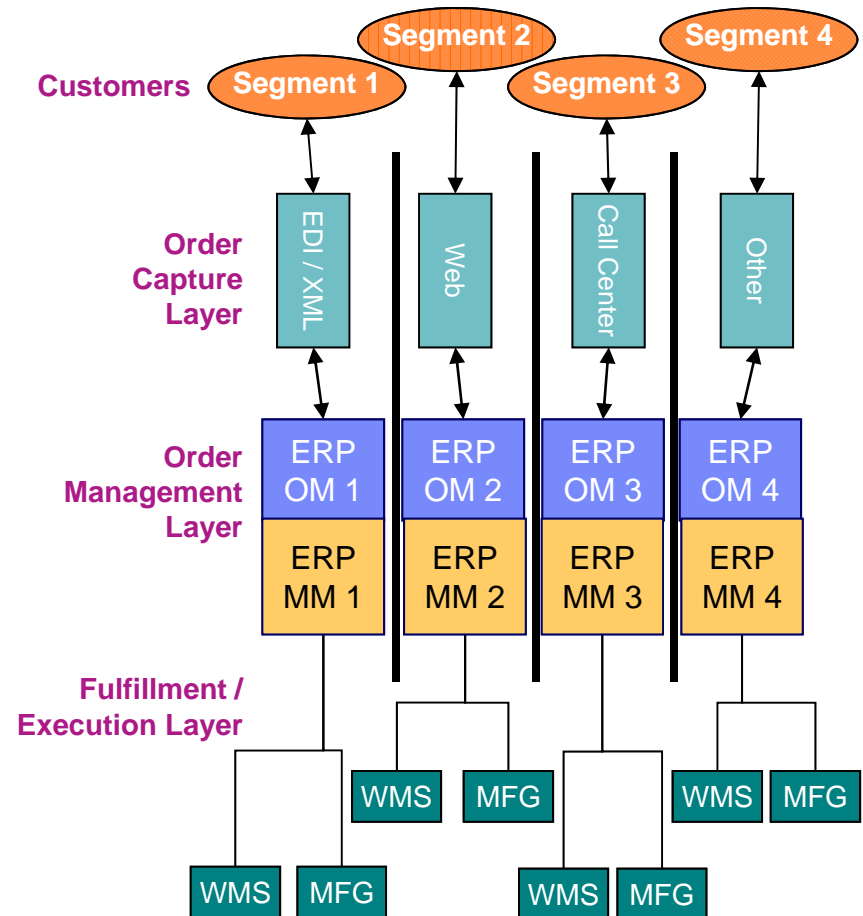 Segment 2
Segment 4
Customers
Segment 1
Segment 3
Order
Capture
Layer
EDI / XML
Web
Call Center
Other
Order
Management
Layer
ERP
OM 1
ERP
OM 2
ERP
OM 3
ERP
OM 4
ERP
MM 1
ERP
MM 2
ERP
MM 3
ERP
MM 4
Fulfillment /
Execution Layer
WMS
MFG
WMS
MFG
WMS
MFG
WMS
MFG